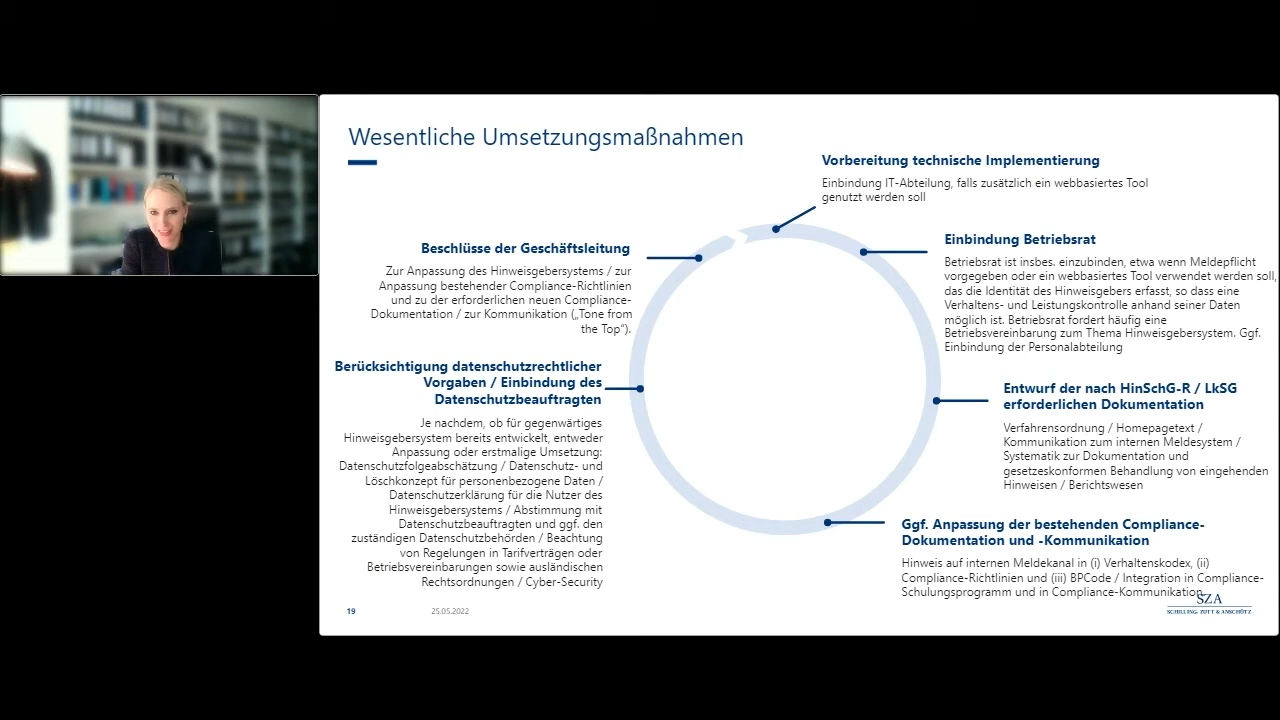 Wesentliche Umsetzungsmaßnahmen
Vorbereitung technische Implementierung
Einbindung IT-Abteilung, falls zusätzlich ein webbasiertes Tool
genutzt werden soll
Einbindung Betriebsrat
Betriebsrat ist insbes. einzubinden, etwa wenn Meldepflicht
vorgegeben oder ein webbasiertes Tool verwendet werden soll,
das die Identität des Hinweisgebers erfasst, so dass eine
Verhaltens- und Leistungskontrolle anhand seiner Daten
möglich ist. Betriebsrat fordert häufig eine
Betriebsvereinbarung zum Thema Hinweisgebersystem. Ggf.
Einbindung der Personalabteilung
Entwurf der nach HinSchG-R / LkSG
erforderlichen Dokumentation
Verfahrensordnung / Homepagetext /
Kommunikation zum internen Meldesystem /
Systematik zur Dokumentation und
gesetzeskonformen Behandlung von eingehenden
Hinweisen / Berichtswesen
Ggf. Anpassung der bestehenden Compliance-
Dokumentation und -Kommunikation
Hinweis auf internen Meldekanal in (i) Verhaltenskodex, (ii)
Compliance-Richtlinien und (iii) BPCode / Integration in Compliance-
Schulungsprogramm und in Compliance-Kommunikation
Beschlüsse der Geschäftsleitung
Zur Anpassung des Hinweisgebersystems / zur
Anpassung bestehender Compliance-Richtlinien
und zu der erforderlichen neuen Compliance-
Dokumentation / zur Kommunikation („Tone from
the Top“).
Berücksichtigung datenschutzrechtlicher
Vorgaben / Einbindung des
Datenschutzbeauftragten
Je nachdem, ob für gegenwärtiges
Hinweisgebersystem bereits entwickelt, entweder
Anpassung oder erstmalige Umsetzung:
Datenschutzfolgeabschätzung / Datenschutz- und
Löschkonzept für personenbezogene Daten /
Datenschutzerklärung für die Nutzer des
Hinweisgebersystems / Abstimmung mit
Datenschutzbeauftragten und ggf. den
zuständigen Datenschutzbehörden / Beachtung
von Regelungen in Tarifverträgen oder
Betriebsvereinbarungen sowie ausländischen
Rechtsordnungen / Cyber-Security
19
25.05.2022
SZA
SCHILLING, ZUTT & ANSCHÜTZ